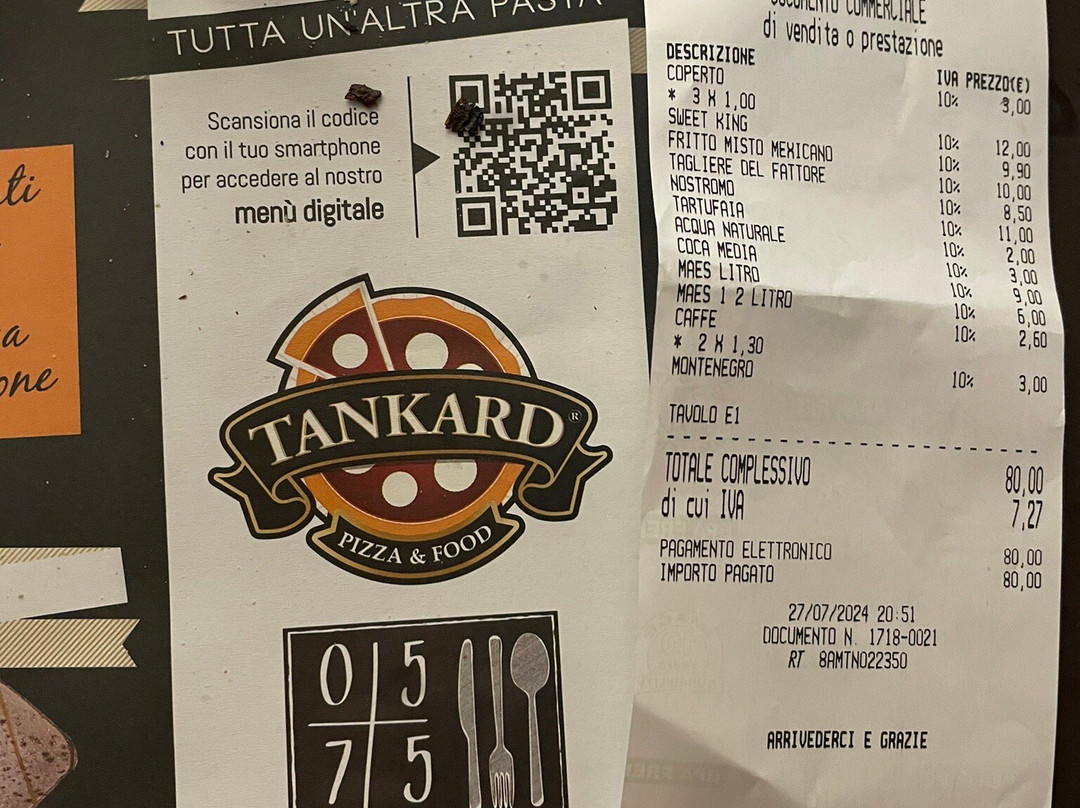 TUTTA UN'ALTRA PASTA
Scansiona il codice
con il tuo smartphone
per accedere al nostro
menù digitale
ti
a
one
TANKARD®
PIZZA & FOOD
0 5
7 5
DOCUMENTO COMMERCIALE
di vendita o prestazione
DESCRIZIONE IVA PREZZO(€)
COPERTO 10% 3,00
* 3 X 1,00
SWEET KING 10% 12,00
FRITTO MISTO MEXICANO 10% 9,90
TAGLIERE DEL FATTORE 10% 10,00
NOSTROMO 10% 8,50
TARTUFAIA 10% 11,00
ACQUA NATURALE 10% 2,00
COCA MEDIA 10% 3,00
MAES LITRO 10% 9,00
MAES 1 2 LITRO 10% 6,00
CAFFE 10% 2,60
* 2 X 1,30
MONTENEGRO 10% 3,00
TAVOLO E1
TOTALE COMPLESSIVO 80,00
di cui IVA 7,27
PAGAMENTO ELETTRONICO 80,00
IMPORTO PAGATO 80,00
27/07/2024 20:51
DOCUMENTO N. 1718-0021
RT 8AMTN022350
ARRIVEDERCI E GRAZIE